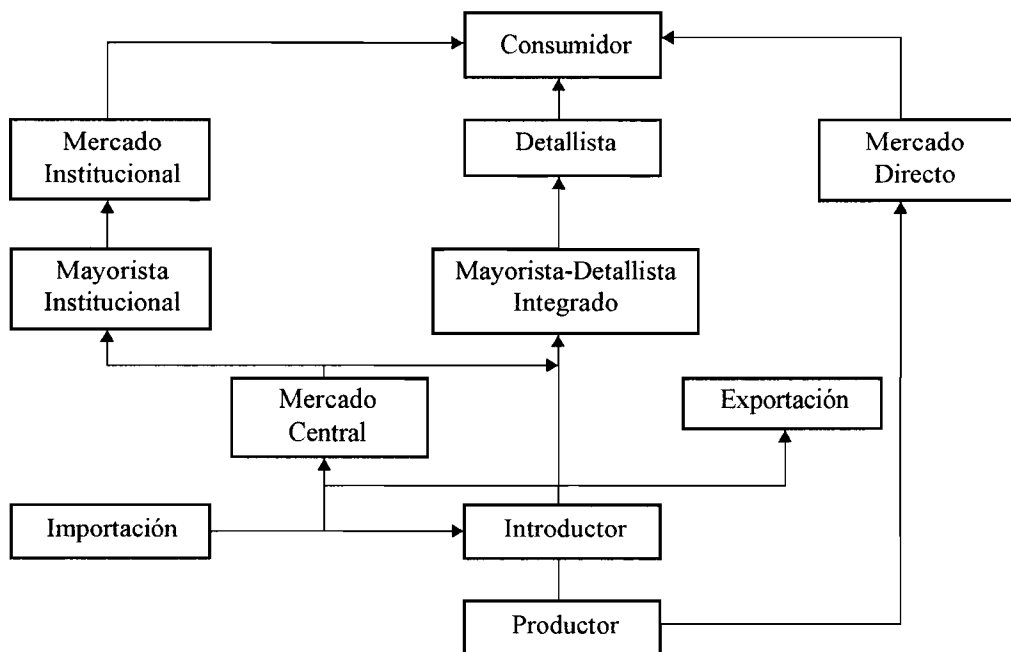 Consumidor
Mercado
Institucional
Detallista
Mercado
Directo
Mayorista
Institucional
Mayorista-Detallista
Integrado
Mercado
Central
Exportación
Importación
Introductor
Productor